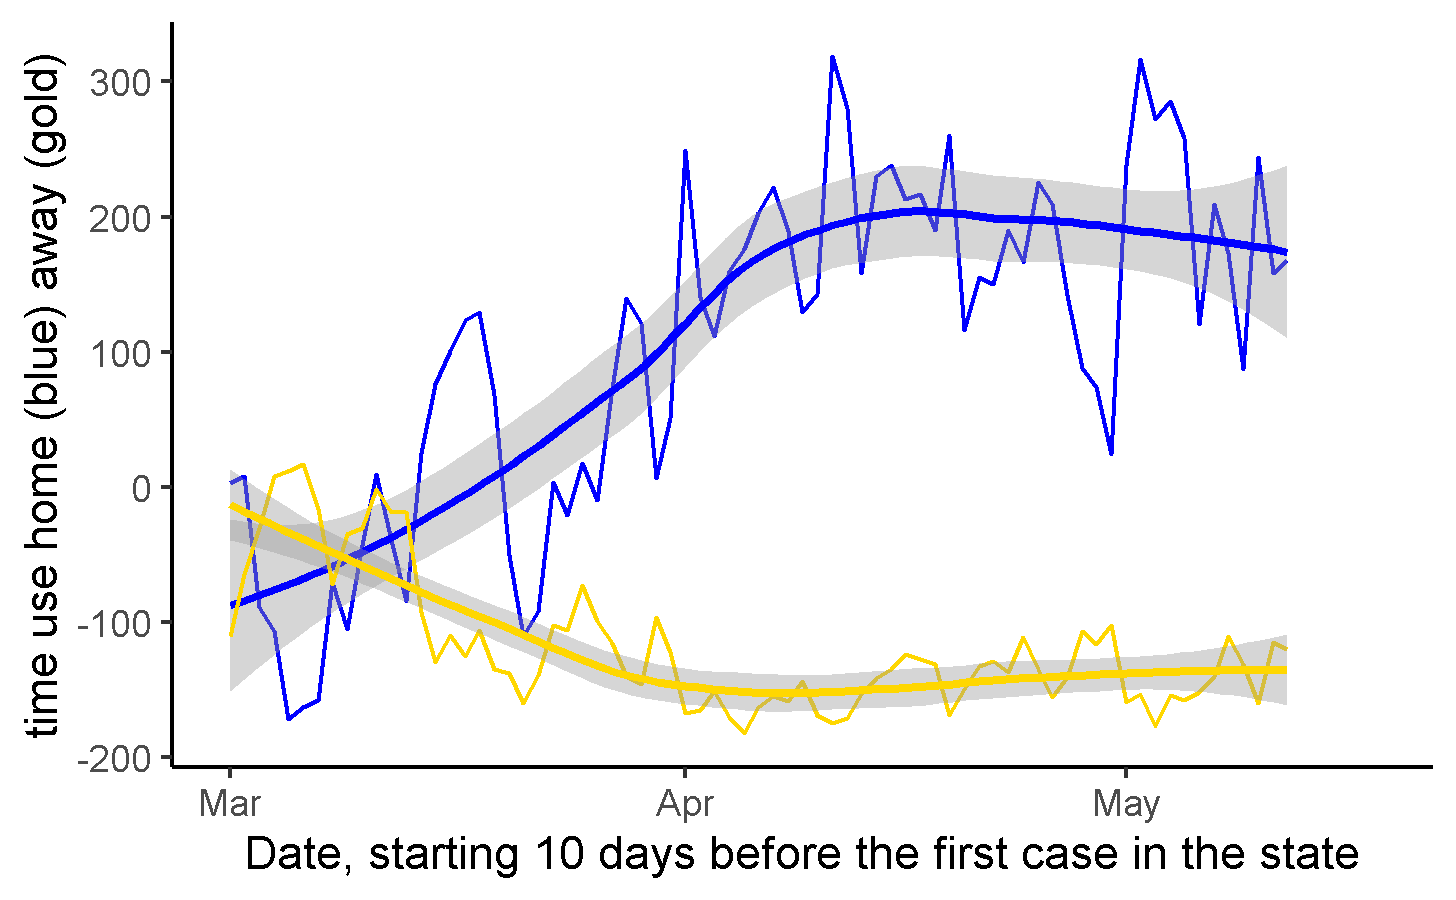 time use home (blue) away (gold)
300
200
100
0
-100
-200
Mar
Apr
May
Date, starting 10 days before the first case in the state